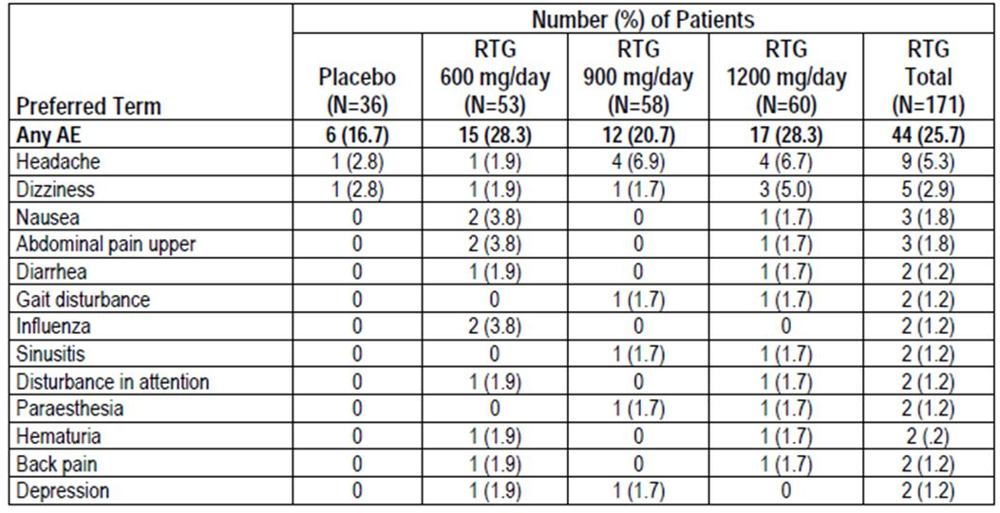 Number (%) of Patients
Preferred Term | Placebo (N=36) | RTG 600 mg/day (N=53) | RTG 900 mg/day (N=58) | RTG 1200 mg/day (N=60) | RTG Total (N=171)
Any AE | 6 (16.7) | 15 (28.3) | 12 (20.7) | 17 (28.3) | 44 (25.7)
Headache | 1 (2.8) | 1 (1.9) | 4 (6.9) | 4 (6.7) | 9 (5.3)
Dizziness | 1 (2.8) | 1 (1.9) | 1 (1.7) | 3 (5.0) | 5 (2.9)
Nausea | 0 | 2 (3.8) | 0 | 1 (1.7) | 3 (1.8)
Abdominal pain upper | 0 | 2 (3.8) | 0 | 1 (1.7) | 3 (1.8)
Diarrhea | 0 | 1 (1.9) | 0 | 1 (1.7) | 2 (1.2)
Gait disturbance | 0 | 0 | 1 (1.7) | 1 (1.7) | 2 (1.2)
Influenza | 0 | 2 (3.8) | 0 | 0 | 2 (1.2)
Sinusitis | 0 | 0 | 1 (1.7) | 1 (1.7) | 2 (1.2)
Disturbance in attention | 0 | 1 (1.9) | 0 | 1 (1.7) | 2 (1.2)
Paraesthesia | 0 | 0 | 1 (1.7) | 1 (1.7) | 2 (1.2)
Hematuria | 0 | 1 (1.9) | 0 | 1 (1.7) | 2 (.2)
Back pain | 0 | 1 (1.9) | 0 | 1 (1.7) | 2 (1.2)
Depression | 0 | 1 (1.9) | 1 (1.7) | 0 | 2 (1.2)